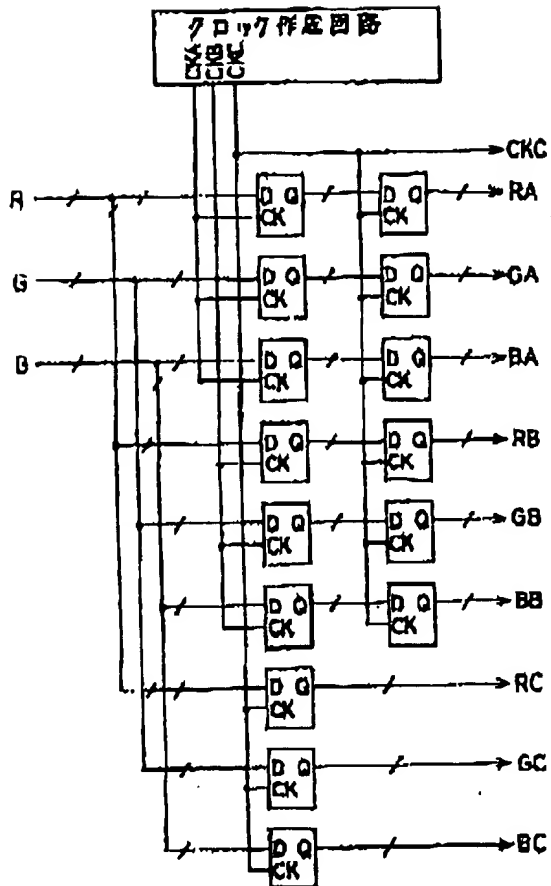 クロック作成回路
CKA CKB CKC
CKC
R D Q D Q RA
CK CK
G D Q D Q GA
CK CK
B D Q D Q BA
CK CK
D Q D Q RB
CK CK
D Q D Q GB
CK CK
D Q D Q BB
CK CK
D Q RC
CK
D Q GC
CK
D Q BC
CK